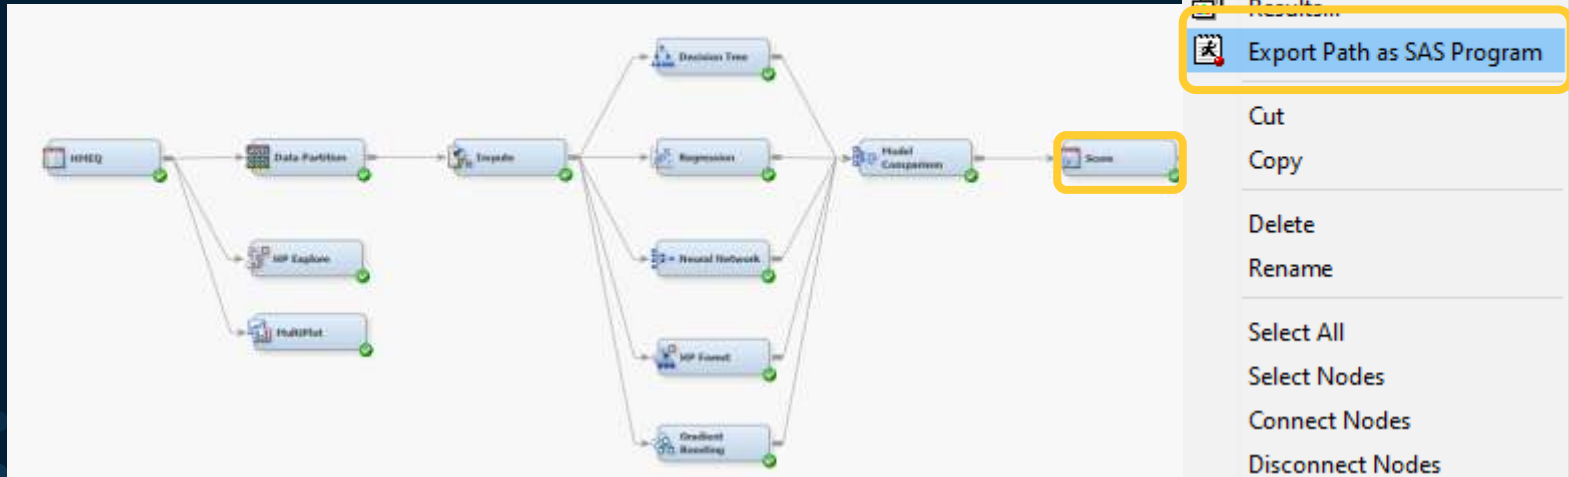 HMEQ
Data Partition
HP Explore
MultiPlot
Impute
Decision Tree
Regression
Neural Network
HP Forest
Gradient
Boosting
Model
Comparison
Score
Results...
Export Path as SAS Program
Cut
Copy
Delete
Rename
Select All
Select Nodes
Connect Nodes
Disconnect Nodes